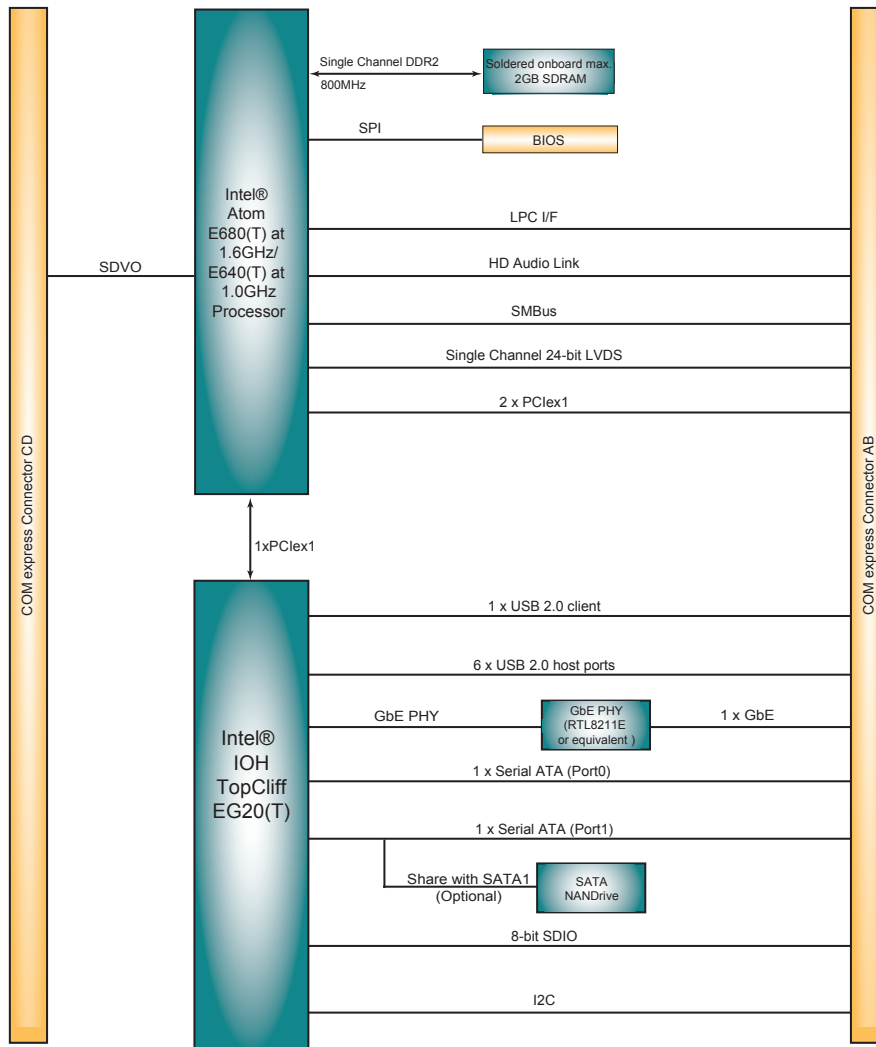 Single Channel DDR2
800MHz
Soldered onboard max.
2GB SDRAM
SPI
BIOS
Intel®
Atom
E680(T) at
1.6GHz/
E640(T) at
1.0GHz
Processor
SDVO
LPC I/F
HD Audio Link
SMBus
Single Channel 24-bit LVDS
2 x PCIex1
COM express Connector CD
COM express Connector AB
1xPCIex1
Intel®
IOH
TopCliff
EG20(T)
1 x USB 2.0 client
6 x USB 2.0 host ports
GbE PHY
GbE PHY
(RTL8211E
or equivalent )
1 x GbE
1 x Serial ATA (Port0)
1 x Serial ATA (Port1)
Share with SATA1
(Optional)
SATA
NANDrive
8-bit SDIO
I2C